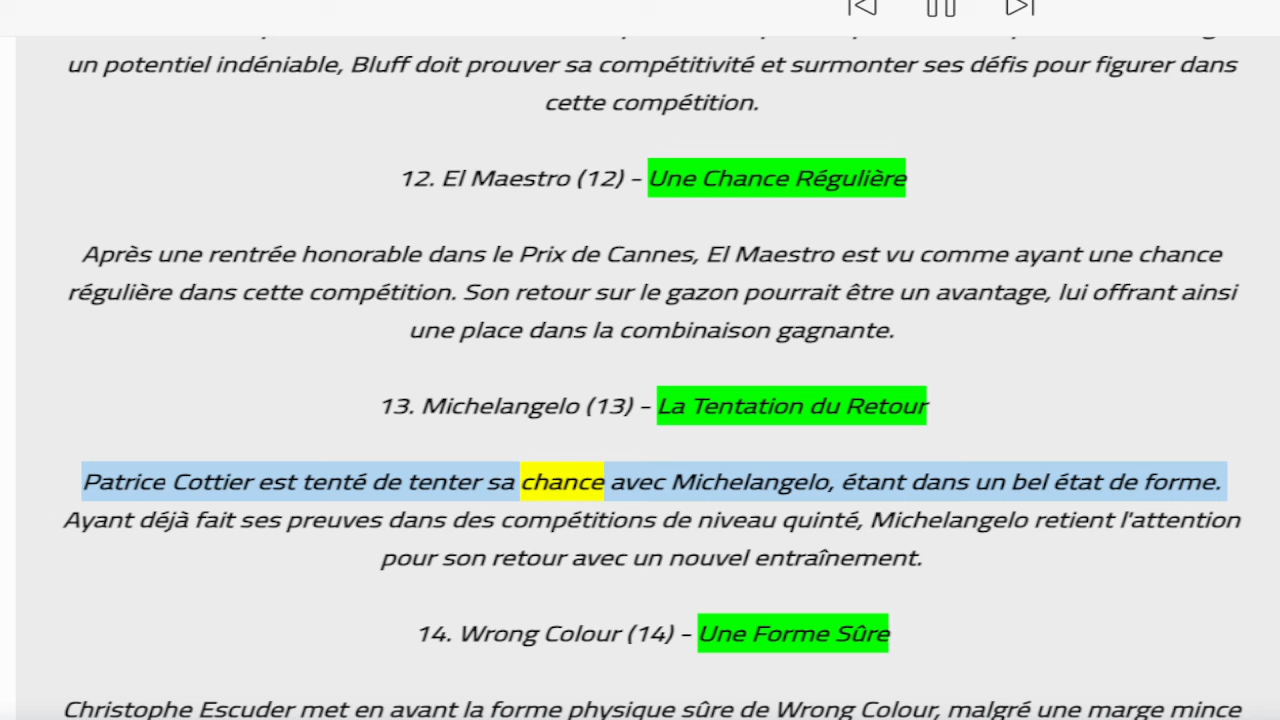 un potentiel indéniable, Bluff doit prouver sa compétitivité et surmonter ses défis pour figurer dans
cette compétition.
12. El Maestro (12) - Une Chance Régulière
Après une rentrée honorable dans le Prix de Cannes, El Maestro est vu comme ayant une chance
régulière dans cette compétition. Son retour sur le gazon pourrait être un avantage, lui offrant ainsi
une place dans la combinaison gagnante.
13. Michelangelo (13) - La Tentation du Retour
Patrice Cottier est tenté de tenter sa chance avec Michelangelo, étant dans un bel état de forme.
Ayant déjà fait ses preuves dans des compétitions de niveau quinté, Michelangelo retient l'attention
pour son retour avec un nouvel entraînement.
14. Wrong Colour (14) - Une Forme Sûre
Christophe Escuder met en avant la forme physique sûre de Wrong Colour, malgré une marge mince